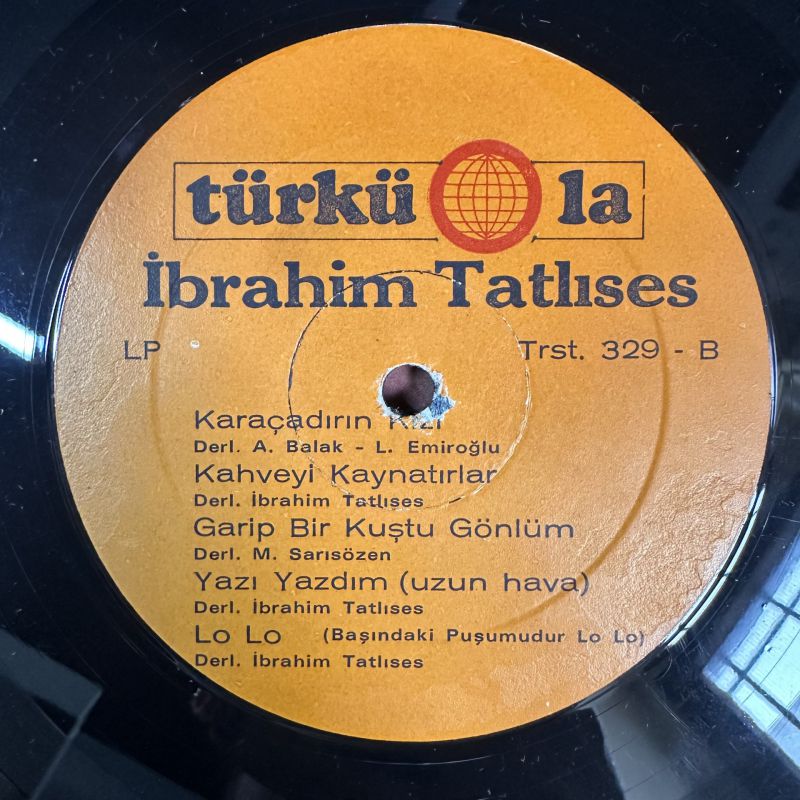 türkü la
İbrahim Tatlıses
LP Trst. 329 - B
Karaçadırın Kızı
Derl. A. Balak - L. Emiroğlu
Kahveyi Kaynatırlar
Derl. İbrahim Tatlıses
Garip Bir Kuştu Gönlüm
Derl. M. Sarısözen
Yazı Yazdım (uzun hava)
Derl. İbrahim Tatlıses
Lo Lo (Başındaki Puşumudur Lo Lo)
Derl. İbrahim Tatlıses